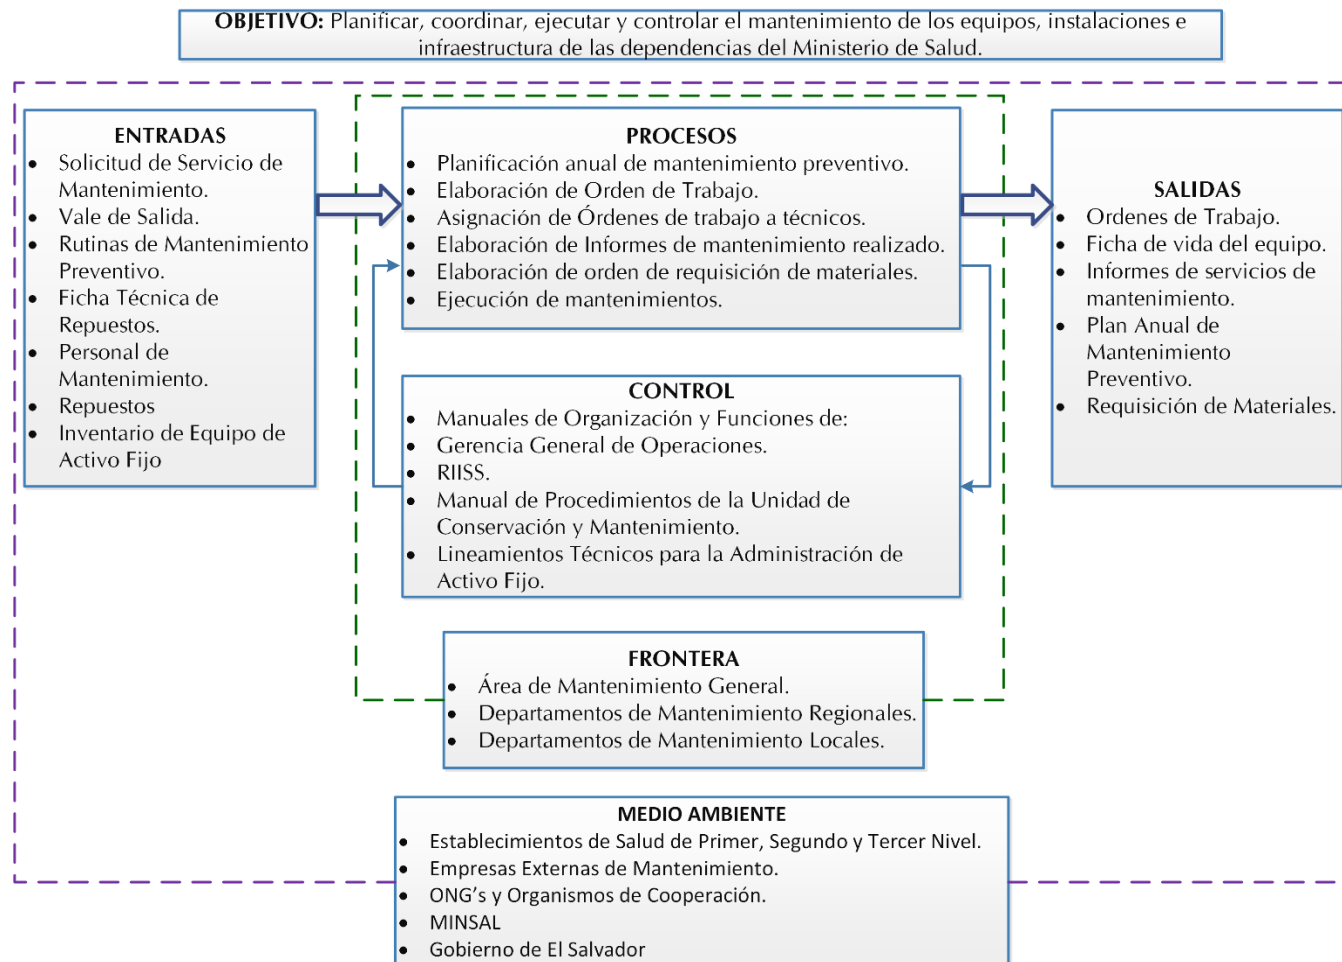 OBJETIVO: Planificar, coordinar, ejecutar y controlar el mantenimiento de los equipos, instalaciones e
infraestructura de las dependencias del Ministerio de Salud.
ENTRADAS
• Solicitud de Servicio de
Mantenimiento.
• Vale de Salida.
• Rutinas de Mantenimiento
Preventivo.
• Ficha Técnica de
Repuestos.
• Personal de
Mantenimiento.
• Repuestos
• Inventario de Equipo de
Activo Fijo
PROCESOS
• Planificación anual de mantenimiento preventivo.
• Elaboración de Orden de Trabajo.
• Asignación de Órdenes de trabajo a técnicos.
• Elaboración de Informes de mantenimiento realizado.
• Elaboración de orden de requisición de materiales.
• Ejecución de mantenimientos.
CONTROL
• Manuales de Organización y Funciones de:
• Gerencia General de Operaciones.
• RIISS.
• Manual de Procedimientos de la Unidad de
Conservación y Mantenimiento.
• Lineamientos Técnicos para la Administración de
Activo Fijo.
SALIDAS
• Ordenes de Trabajo.
• Ficha de vida del equipo.
• Informes de servicios de
mantenimiento.
• Plan Anual de
Mantenimiento
Preventivo.
• Requisición de Materiales.
FRONTERA
• Área de Mantenimiento General.
• Departamentos de Mantenimiento Regionales.
• Departamentos de Mantenimiento Locales.
MEDIO AMBIENTE
• Establecimientos de Salud de Primer, Segundo y Tercer Nivel.
• Empresas Externas de Mantenimiento.
• ONG’s y Organismos de Cooperación.
• MINSAL
• Gobierno de El Salvador